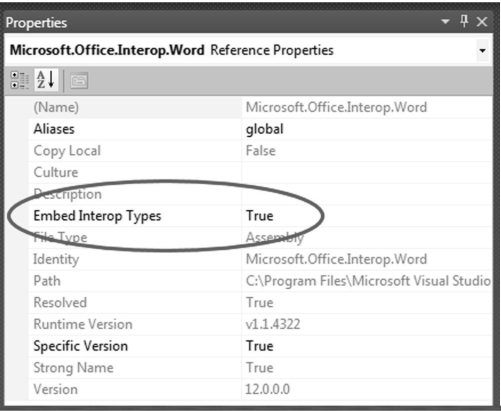 Properties
Microsoft.Office.Interop.Word Reference Properties
(Name) Microsoft.Office.Interop.Word
Aliases global
Copy Local False
Culture
Description
Embed Interop Types True
File Type Assembly
Identity Microsoft.Office.Interop.Word
Path C:\Program Files\Microsoft Visual Studio
Resolved True
Runtime Version v1.1.4322
Specific Version True
Strong Name True
Version 12.0.0.0